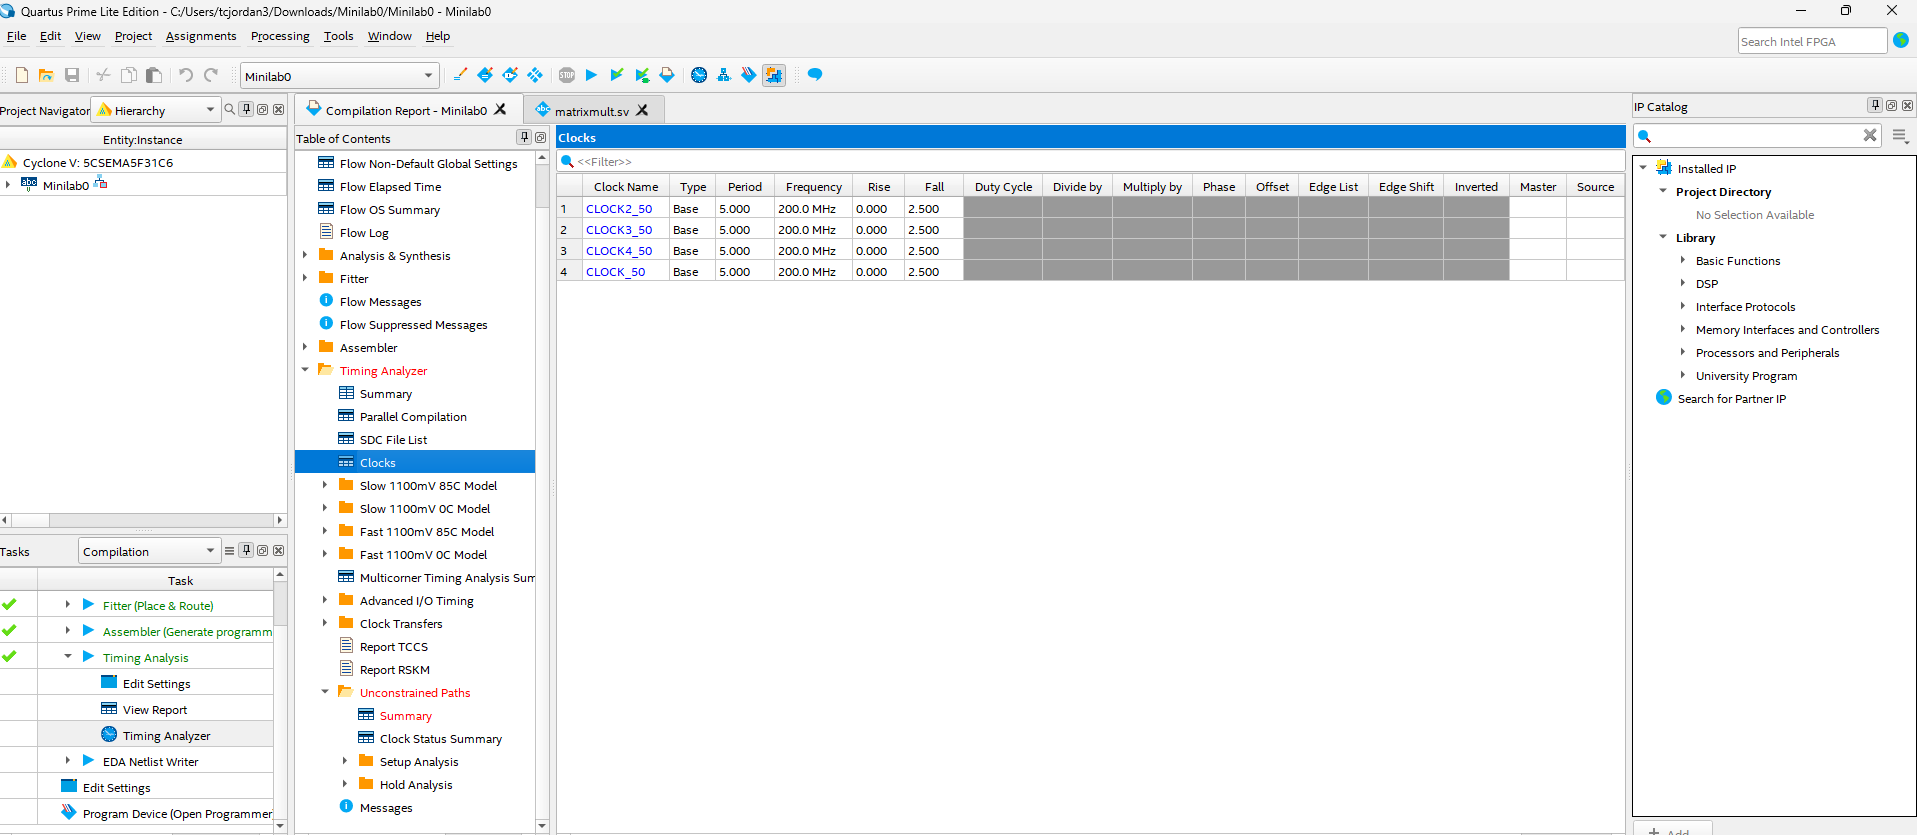 Quartus Prime Lite Edition - C:/Users/tcjordan3/Downloads/Minilab0/Minilab0 - Minilab0
File Edit View Project Assignments Processing Tools Window Help
Search Intel FPGA
Minilab0
Project Navigator Hierarchy
Entity:Instance
Cyclone V: 5CSEMA5F31C6
Minilab0
Tasks Compilation
Task
Fitter (Place & Route)
Assembler (Generate programm
Timing Analysis
Edit Settings
View Report
Timing Analyzer
EDA Netlist Writer
Edit Settings
Program Device (Open Programmer
Compilation Report - Minilab0
matrixmult.sv
Table of Contents
Flow Non-Default Global Settings
Flow Elapsed Time
Flow OS Summary
Flow Log
Analysis & Synthesis
Fitter
Flow Messages
Flow Suppressed Messages
Assembler
Timing Analyzer
Summary
Parallel Compilation
SDC File List
Clocks
Slow 1100mV 85C Model
Slow 1100mV 0C Model
Fast 1100mV 85C Model
Fast 1100mV 0C Model
Multicorner Timing Analysis Sum
Advanced I/O Timing
Clock Transfers
Report TCCS
Report RSKM
Unconstrained Paths
Summary
Clock Status Summary
Setup Analysis
Hold Analysis
Messages
Clocks
<<Filter>>
Clock Name Type Period Frequency Rise Fall Duty Cycle Divide by Multiply by Phase Offset Edge List Edge Shift Inverted Master Source
1 CLOCK2_50 Base 5.000 200.0 MHz 0.000 2.500
2 CLOCK3_50 Base 5.000 200.0 MHz 0.000 2.500
3 CLOCK4_50 Base 5.000 200.0 MHz 0.000 2.500
4 CLOCK_50 Base 5.000 200.0 MHz 0.000 2.500
IP Catalog
Installed IP
Project Directory
No Selection Available
Library
Basic Functions
DSP
Interface Protocols
Memory Interfaces and Controllers
Processors and Peripherals
University Program
Search for Partner IP
+ Add